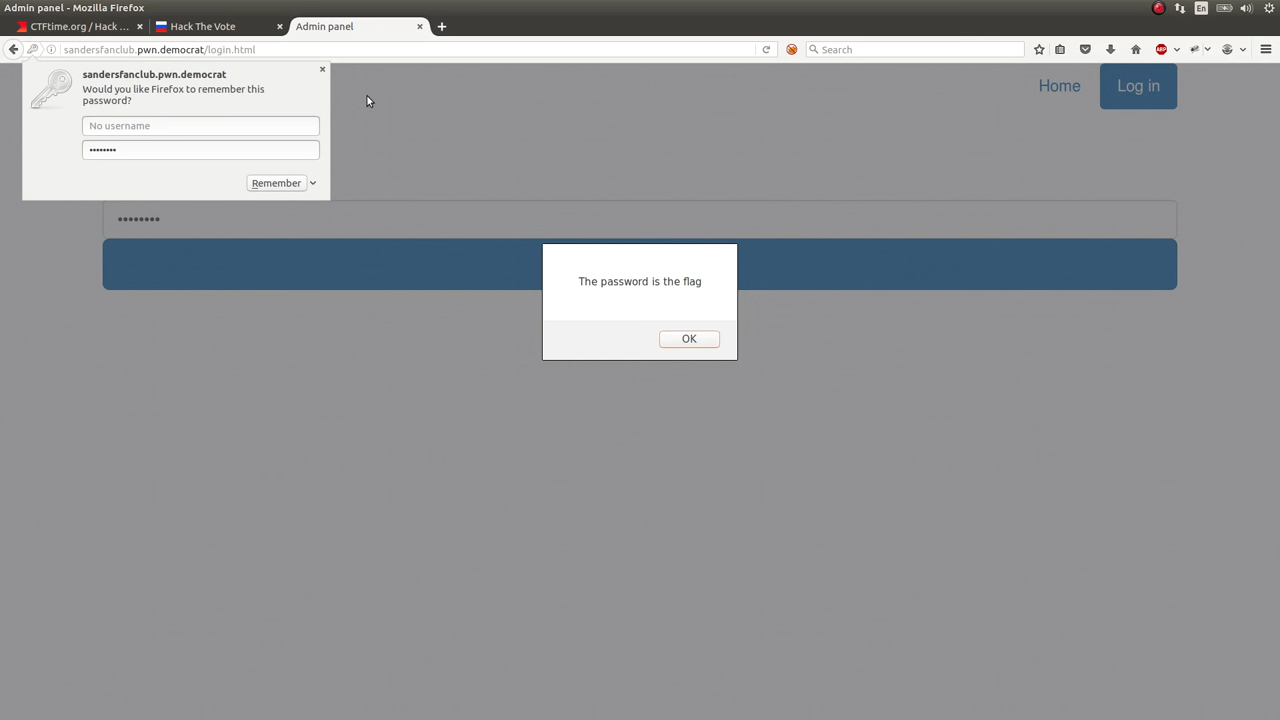 Admin panel - Mozilla Firefox
En
CTFtime.org / Hack ... ×
Hack The Vote ×
Admin panel ×
sandersfanclub.pwn.democrat/login.html
Search
ABP
sandersfanclub.pwn.democrat
Would you like Firefox to remember this
password?
No username
••••••••
Remember
Home
Log in
••••••••
The password is the flag
OK